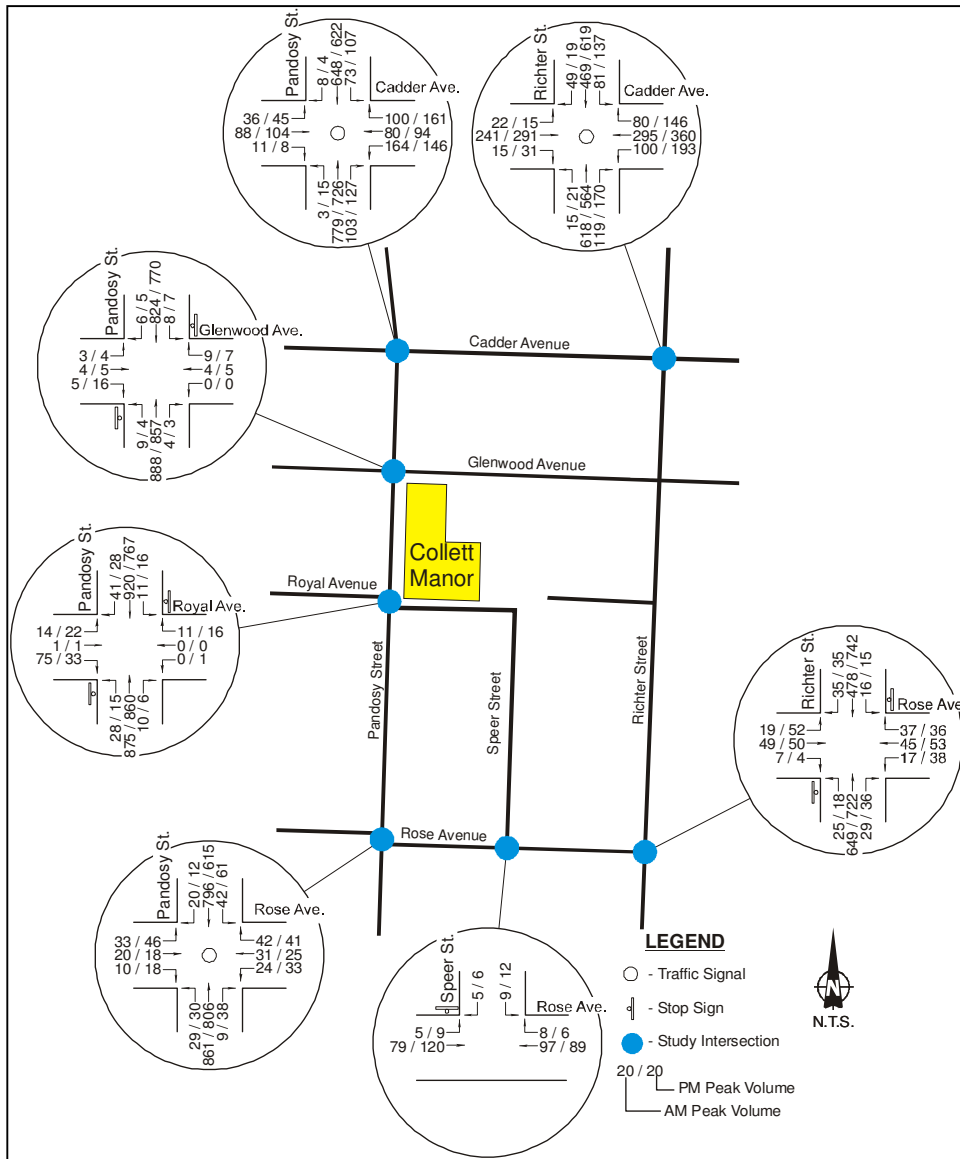 Pandosy St.
8 / 4
648 / 622
73 / 107
Cadder Ave.
36 / 45
88 / 104
11 / 8
100 / 161
80 / 94
164 / 146
3 / 15
779 / 726
103 / 127
Richter St.
49 / 19
469 / 619
81 / 137
Cadder Ave.
22 / 15
241 / 291
15 / 31
80 / 146
295 / 360
100 / 193
15 / 21
618 / 564
119 / 170
Pandosy St.
6 / 5
824 / 770
8 / 7
Glenwood Ave.
3 / 4
4 / 5
5 / 16
9 / 7
4 / 5
0 / 0
9 / 4
888 / 857
4 / 3
Cadder Avenue
Glenwood Avenue
Collett
Manor
Royal Avenue
Pandosy Street
Speer Street
Richter Street
Rose Avenue
Pandosy St.
41 / 28
920 / 767
11 / 16
Royal Ave.
14 / 22
1 / 1
75 / 33
11 / 16
0 / 0
0 / 1
28 / 15
875 / 860
10 / 6
Richter St.
35 / 35
478 / 742
16 / 15
Rose Ave
19 / 52
49 / 50
7 / 4
37 / 36
45 / 53
17 / 38
25 / 18
649 / 722
29 / 36
Pandosy St.
20 / 12
796 / 615
42 / 61
Rose Ave.
33 / 46
20 / 18
10 / 18
42 / 41
31 / 25
24 / 33
29 / 30
861 / 806
9 / 38
Speer St.
5 / 6
9 / 12
Rose Ave.
5 / 9
79 / 120
8 / 6
97 / 89
LEGEND
- Traffic Signal
- Stop Sign
- Study Intersection
20 / 20
PM Peak Volume
AM Peak Volume
N
N.T.S.